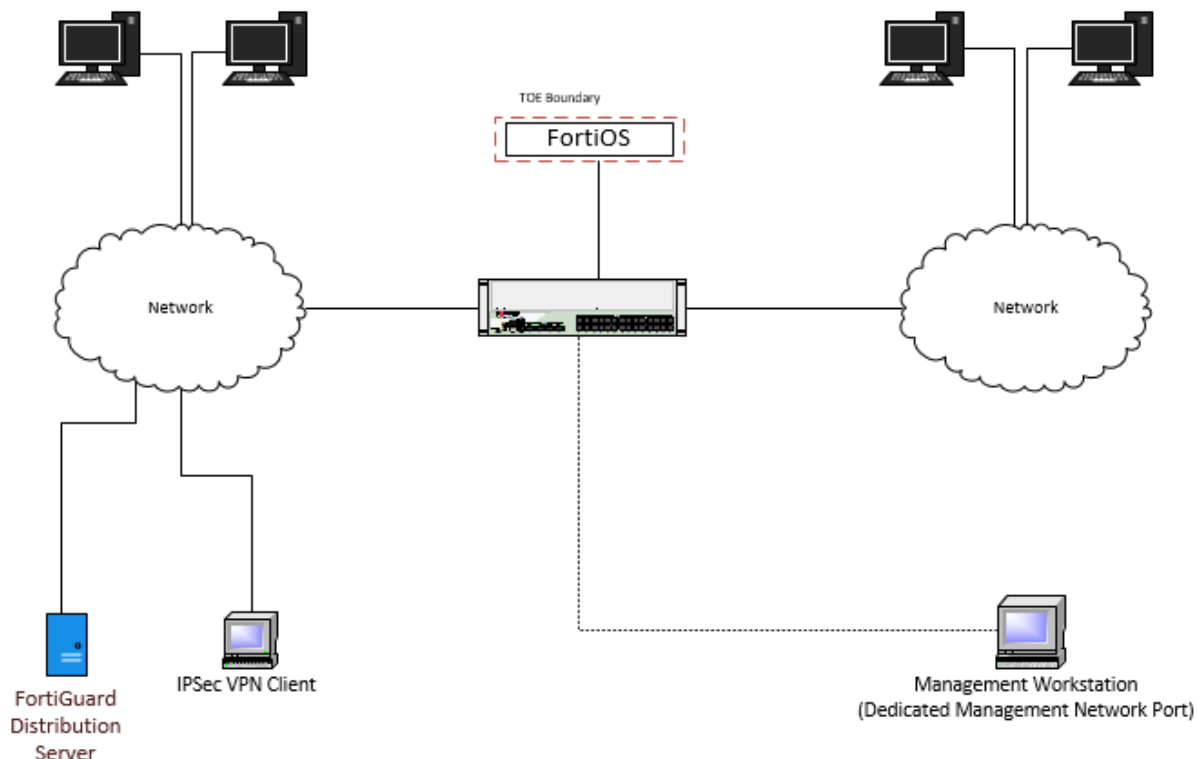 TOE Boundary
FortiOS
Network
Network
FortiGuard
Distribution
Server
IPSec VPN Client
Management Workstation
(Dedicated Management Network Port)